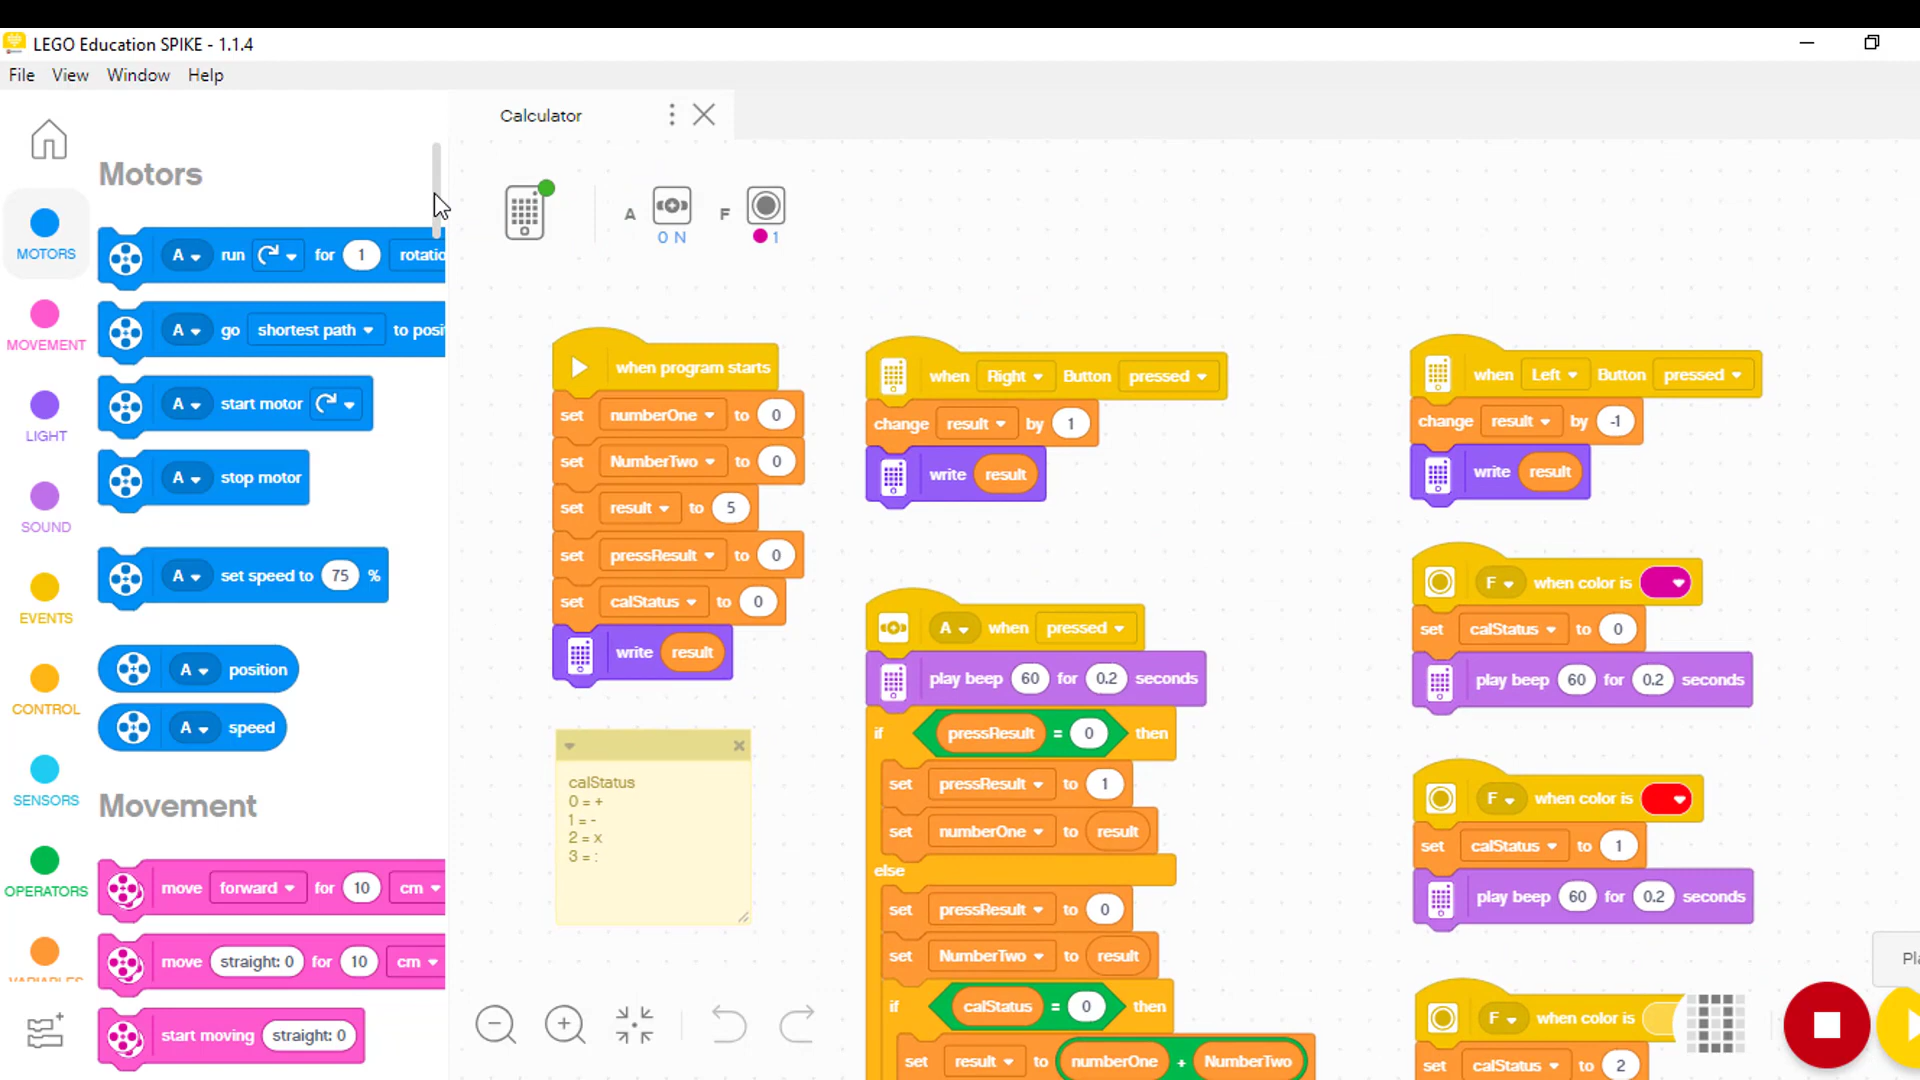 LEGO Education SPIKE - 1.1.4
File View Window Help
Calculator
Motors
A 0 N F 1
MOTORS
MOVEMENT
LIGHT
SOUND
EVENTS
CONTROL
SENSORS
OPERATORS
VARIABLES
A run for 1 rotatio
A go shortest path to posi
A start motor
A stop motor
A set speed to 75 %
A position
A speed
Movement
move forward for 10 cm
move straight: 0 for 10 cm
start moving straight: 0
when program starts
set numberOne to 0
set NumberTwo to 0
set result to 5
set pressResult to 0
set calStatus to 0
write result
calStatus
0 = +
1 = -
2 = x
3 = :
when Right Button pressed
change result by 1
write result
A when pressed
play beep 60 for 0.2 seconds
if pressResult = 0 then
set pressResult to 1
set numberOne to result
else
set pressResult to 0
set NumberTwo to result
if calStatus = 0 then
set result to numberOne + NumberTwo
when Left Button pressed
change result by -1
write result
F when color is
set calStatus to 0
play beep 60 for 0.2 seconds
F when color is
set calStatus to 1
play beep 60 for 0.2 seconds
F when color is
set calStatus to 2
Pla